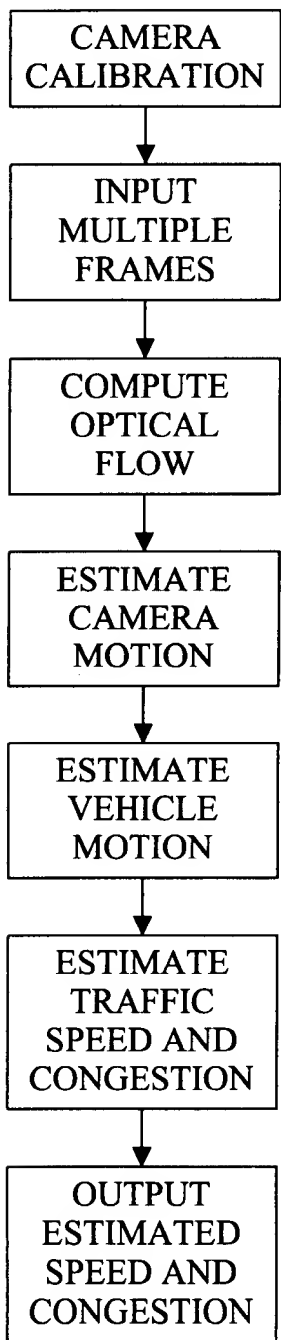 CAMERA
CALIBRATION
INPUT
MULTIPLE
FRAMES
COMPUTE
OPTICAL
FLOW
ESTIMATE
CAMERA
MOTION
ESTIMATE
VEHICLE
MOTION
ESTIMATE
TRAFFIC
SPEED AND
CONGESTION
OUTPUT
ESTIMATED
SPEED AND
CONGESTION